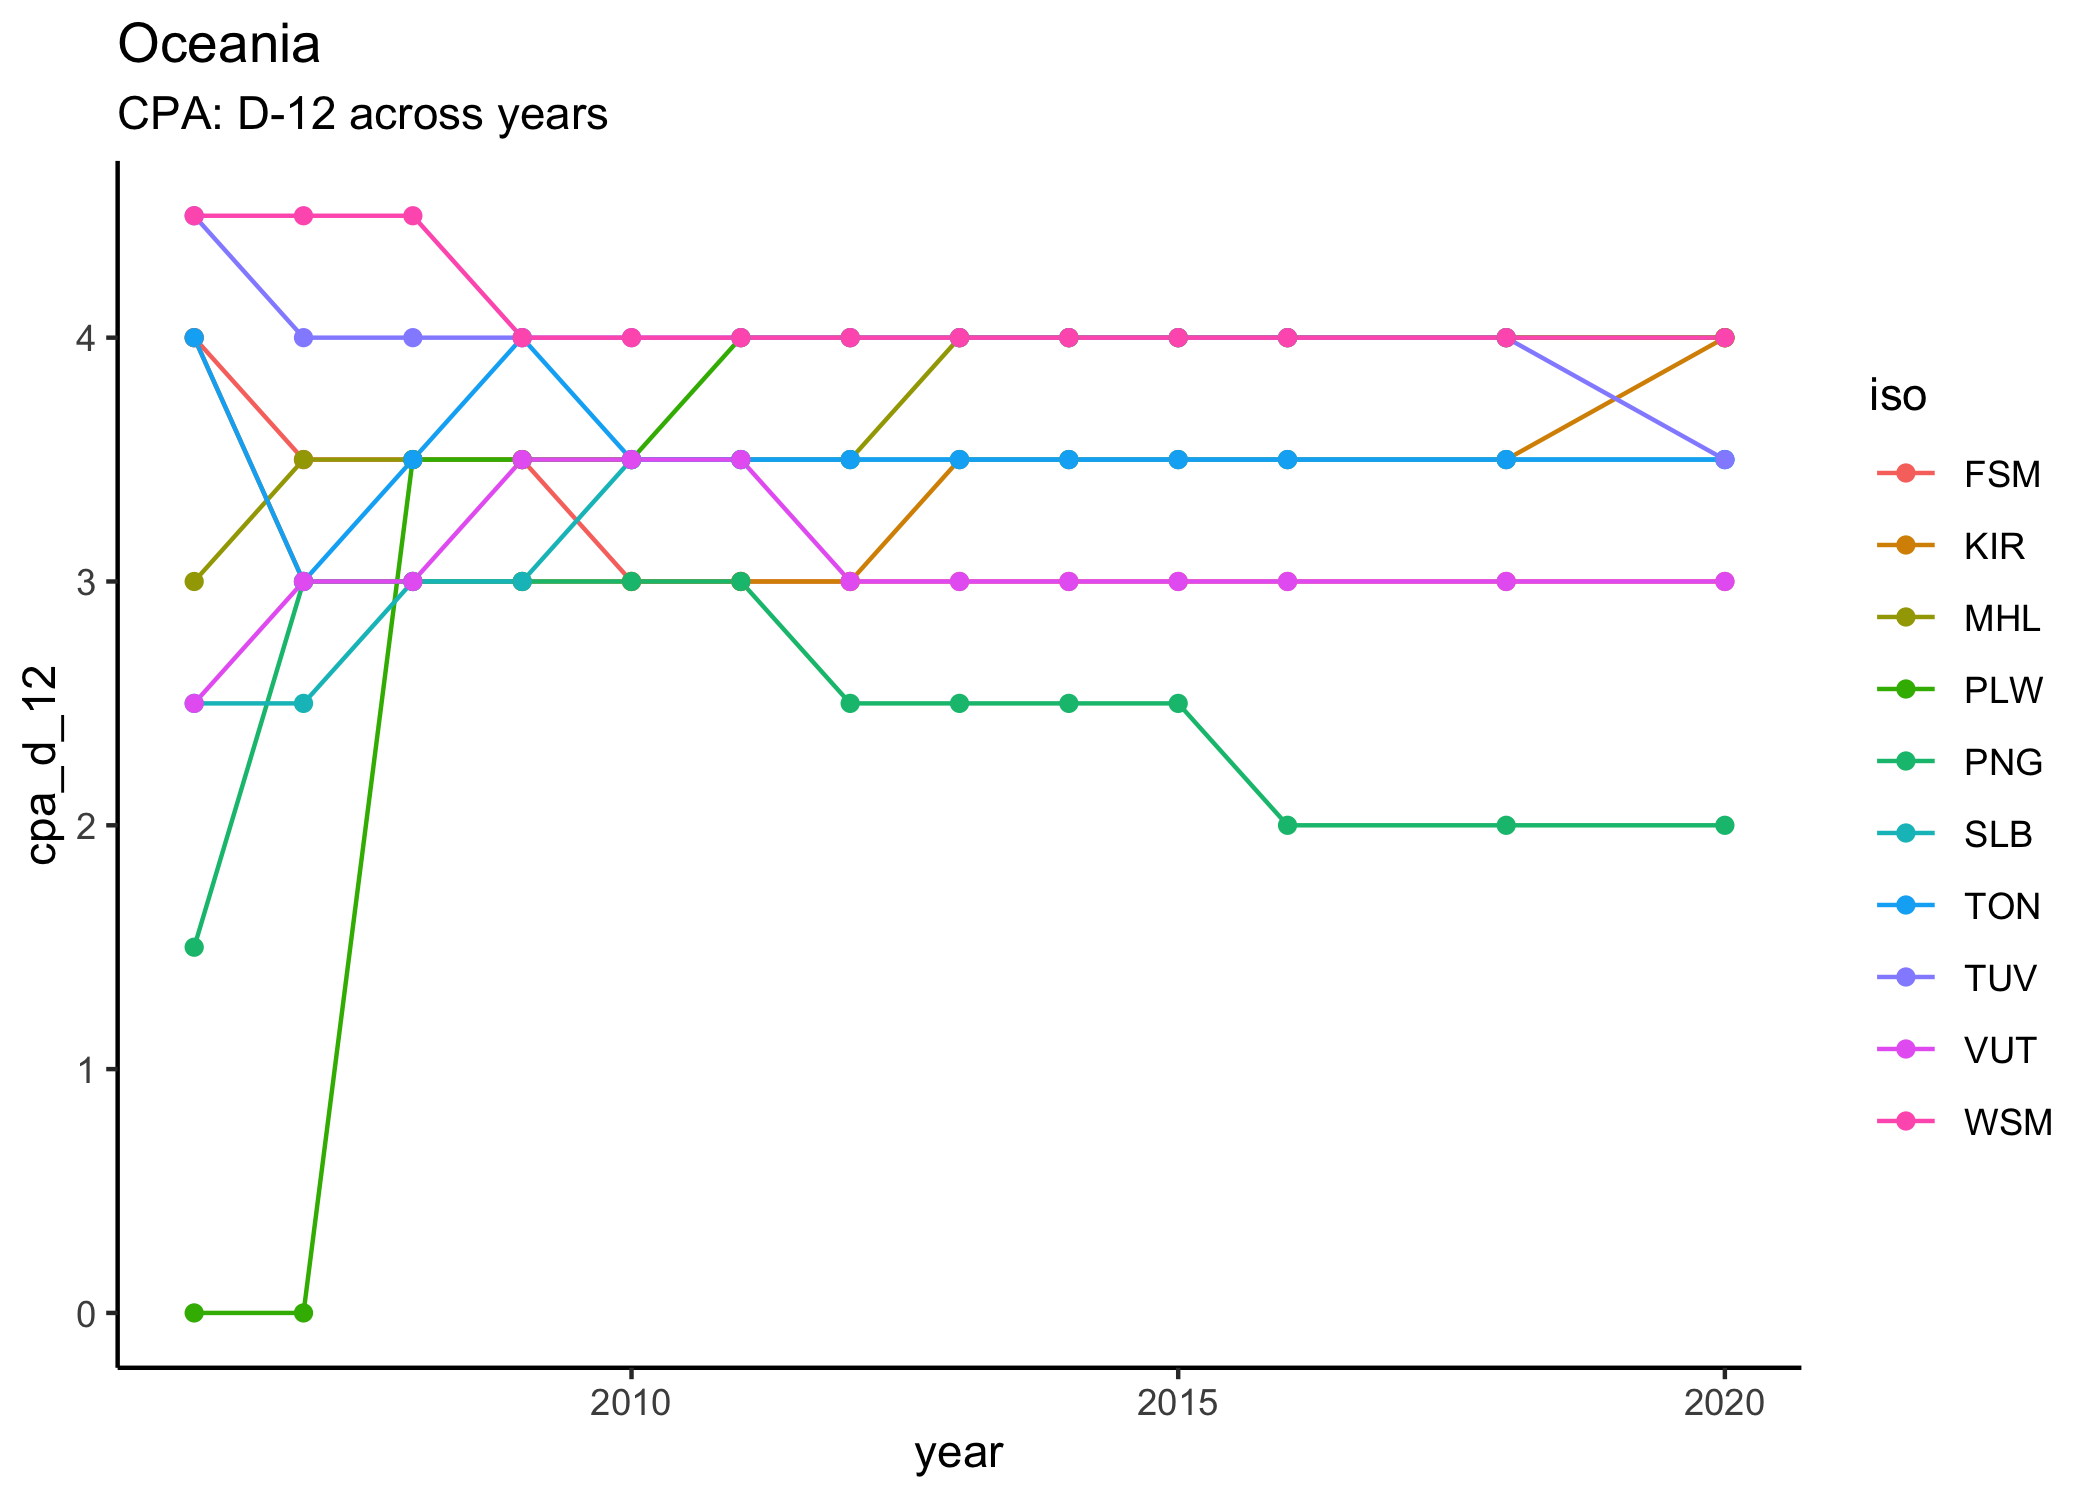 Oceania
CPA: D-12 across years
cpa_d_12
4
3
2
1
0
2010
2015
2020
year
iso
FSM
KIR
MHL
PLW
PNG
SLB
TON
TUV
VUT
WSM